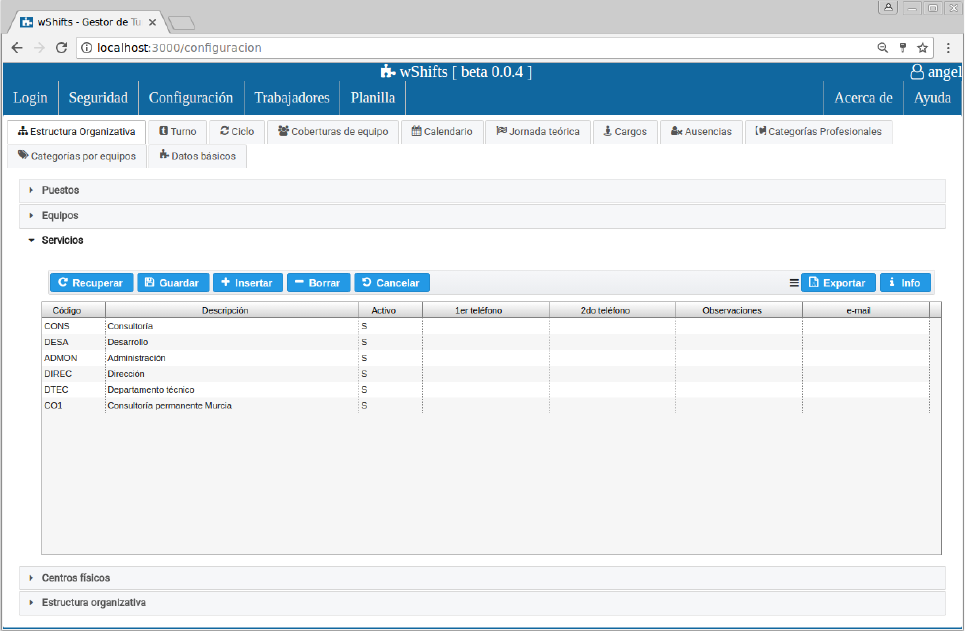 wShifts - Gestor de Tu
localhost:3000/configuracion
wShifts [ beta 0.0.4 ]
angel
Login Seguridad Configuración Trabajadores Planilla Acerca de Ayuda
Estructura Organizativa Turno Ciclo Coberturas de equipo Calendario Jornada teórica Cargos Ausencias Categorías Profesionales
Categorias por equipos Datos básicos
Puestos
Equipos
Servicios
Recuperar Guardar Insertar Borrar Cancelar Exportar Info
Código Descripción Activo 1er teléfono 2do teléfono Observaciones e-mail
CONS Consultoría S
DESA Desarrollo S
ADMON Administración S
DIREC Dirección S
DTEC Departamento técnico S
CO1 Consultoría permanente Murcia S
Centros físicos
Estructura organizativa